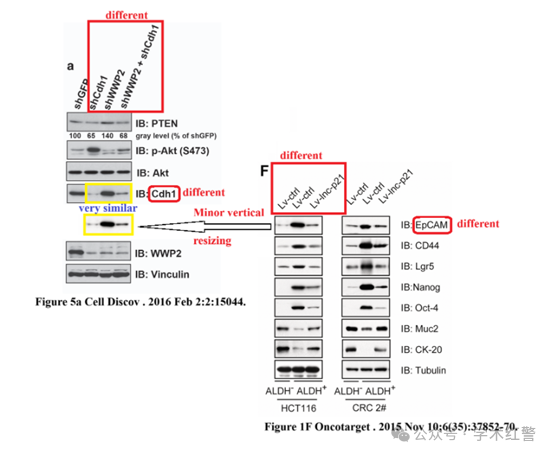 different
a
shGFP
shCdh1
shWWP2
shWWP2 + shCdh1
IB: PTEN
100 65 140 68 gray level (% of shGFP)
IB: p-Akt (S473)
IB: Akt
IB: Cdh1 different
very similar
IB: WWP2
IB: Vinculin
Figure 5a Cell Discov . 2016 Feb 2:2:15044.
Minor vertical
resizing
different
F
Lv-ctrl
Lv-ctrl
Lv-lnc-p21
Lv-ctrl
Lv-ctrl
Lv-lnc-p21
IB: EpCAM different
IB: CD44
IB: Lgr5
IB:Nanog
IB: Oct-4
IB: Muc2
IB: CK-20
IB: Tubulin
ALDH- ALDH+ ALDH- ALDH+
HCT116 CRC 2#
Figure 1F Oncotarget . 2015 Nov 10;6(35):37852-70.
公众号 · 学术红警